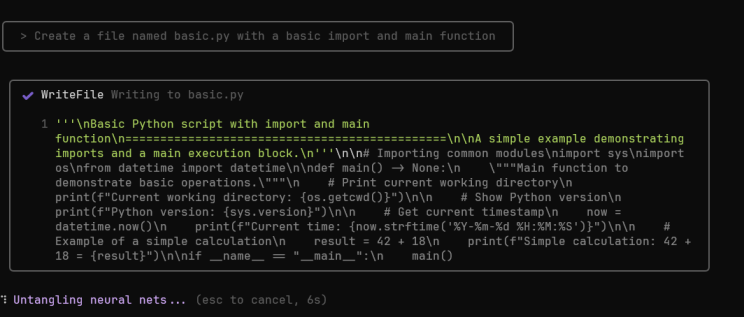 > Create a file named basic.py with a basic import and main function
✔ WriteFile Writing to basic.py
1 '''\nBasic Python script with import and main
function\n==============================================\n\nA simple example demonstrating
imports and a main execution block.\n'''\n\n# Importing common modules\nimport sys\nimport
os\nfrom datetime import datetime\n\ndef main() -> None:\n    \"""Main function to
demonstrate basic operations.\"""\n    # Print current working directory\n
print(f"Current working directory: {os.getcwd()}")\n\n    # Show Python version\n
print(f"Python version: {sys.version}")\n\n    # Get current timestamp\n    now =
datetime.now()\n    print(f"Current time: {now.strftime('%Y-%m-%d %H:%M:%S')}")\n\n    #
Example of a simple calculation\n    result = 42 + 18\n    print(f"Simple calculation: 42 +
18 = {result}")\n\nif __name__ == "__main__":\n    main()
⠹ Untangling neural nets... (esc to cancel, 6s)